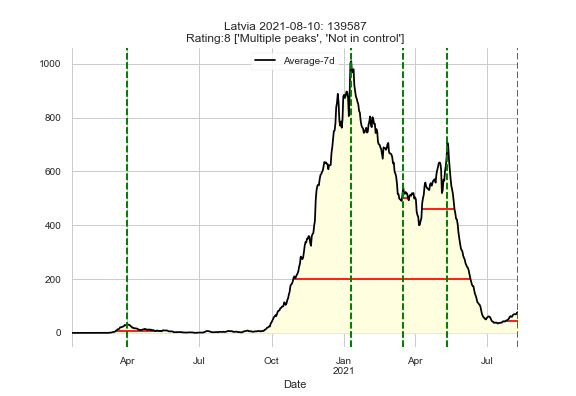 Latvia 2021-08-10: 139587
Rating:8 ['Multiple peaks', 'Not in control']
Average-7d
1000
800
600
400
200
0
Apr
Jul
Oct
Jan
2021
Apr
Jul
Date